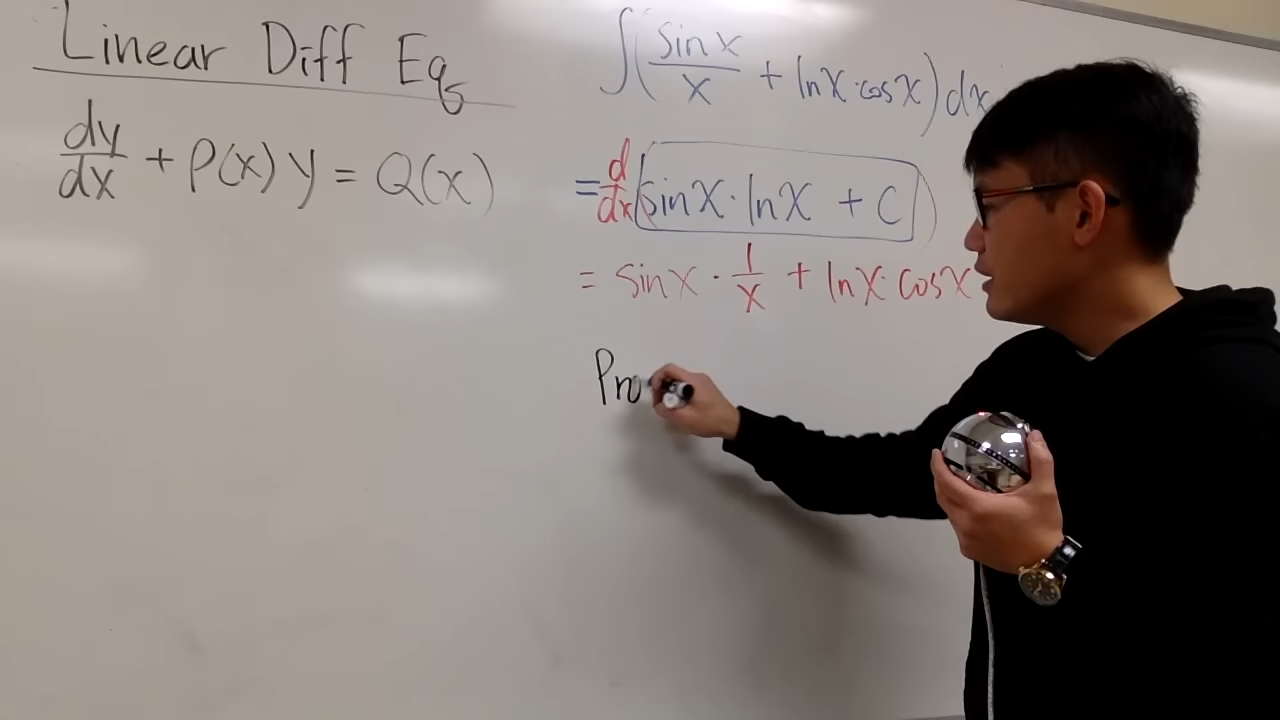 Linear Diff Eqs
dy/dx + P(x) y = Q(x)
∫(sin x/x + ln x · cos x) dx
= d/dx (sin x · ln x + C)
= sin x · 1/x + ln x · cos x
Pro